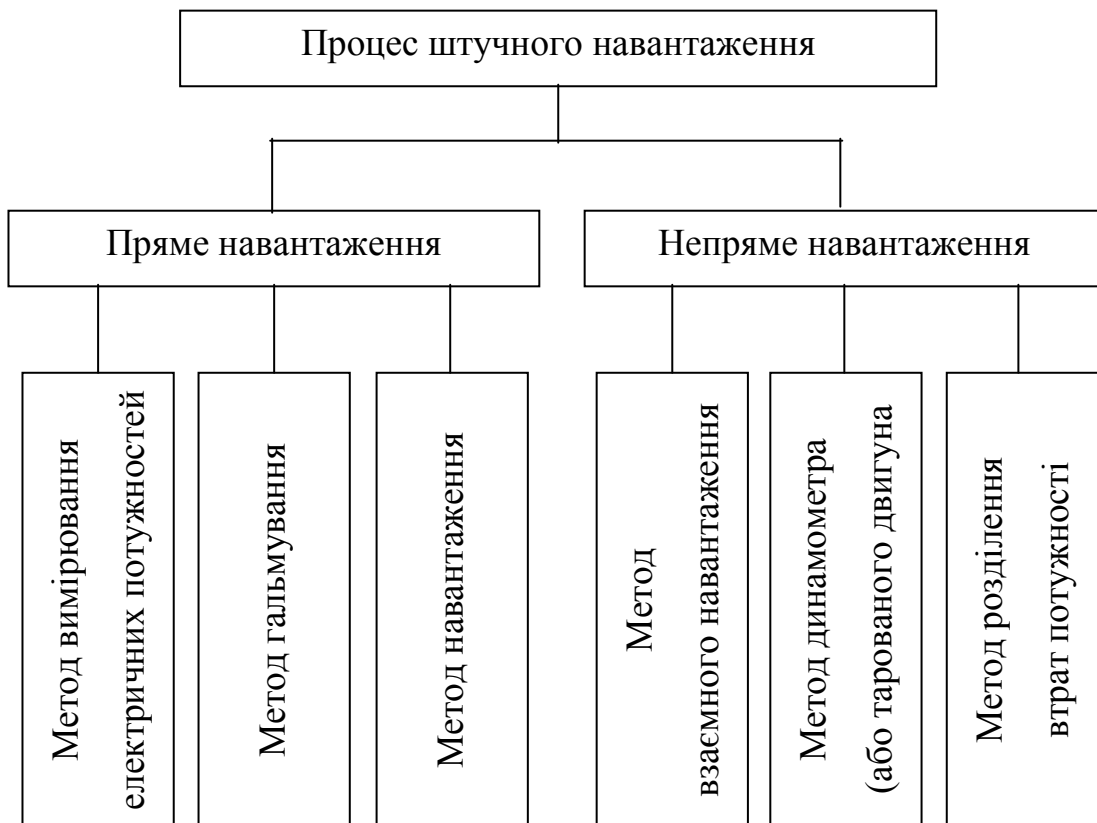 Процес штучного навантаження
Пряме навантаження
Непряме навантаження
Метод вимірювання
електричних потужностей
Метод гальмування
Метод навантаження
Метод
взаємного навантаження
Метод динамометра
(або тарованого двигуна
Метод розділення
втрат потужності